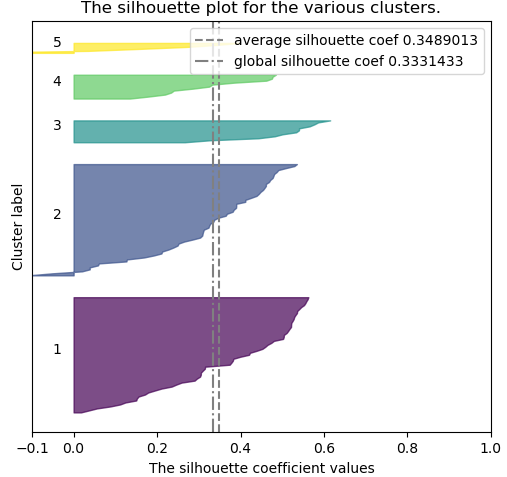 The silhouette plot for the various clusters.
average silhouette coef 0.3489013
global silhouette coef 0.3331433
5
4
3
2
1
Cluster label
−0.1 0.0 0.2 0.4 0.6 0.8 1.0
The silhouette coefficient values